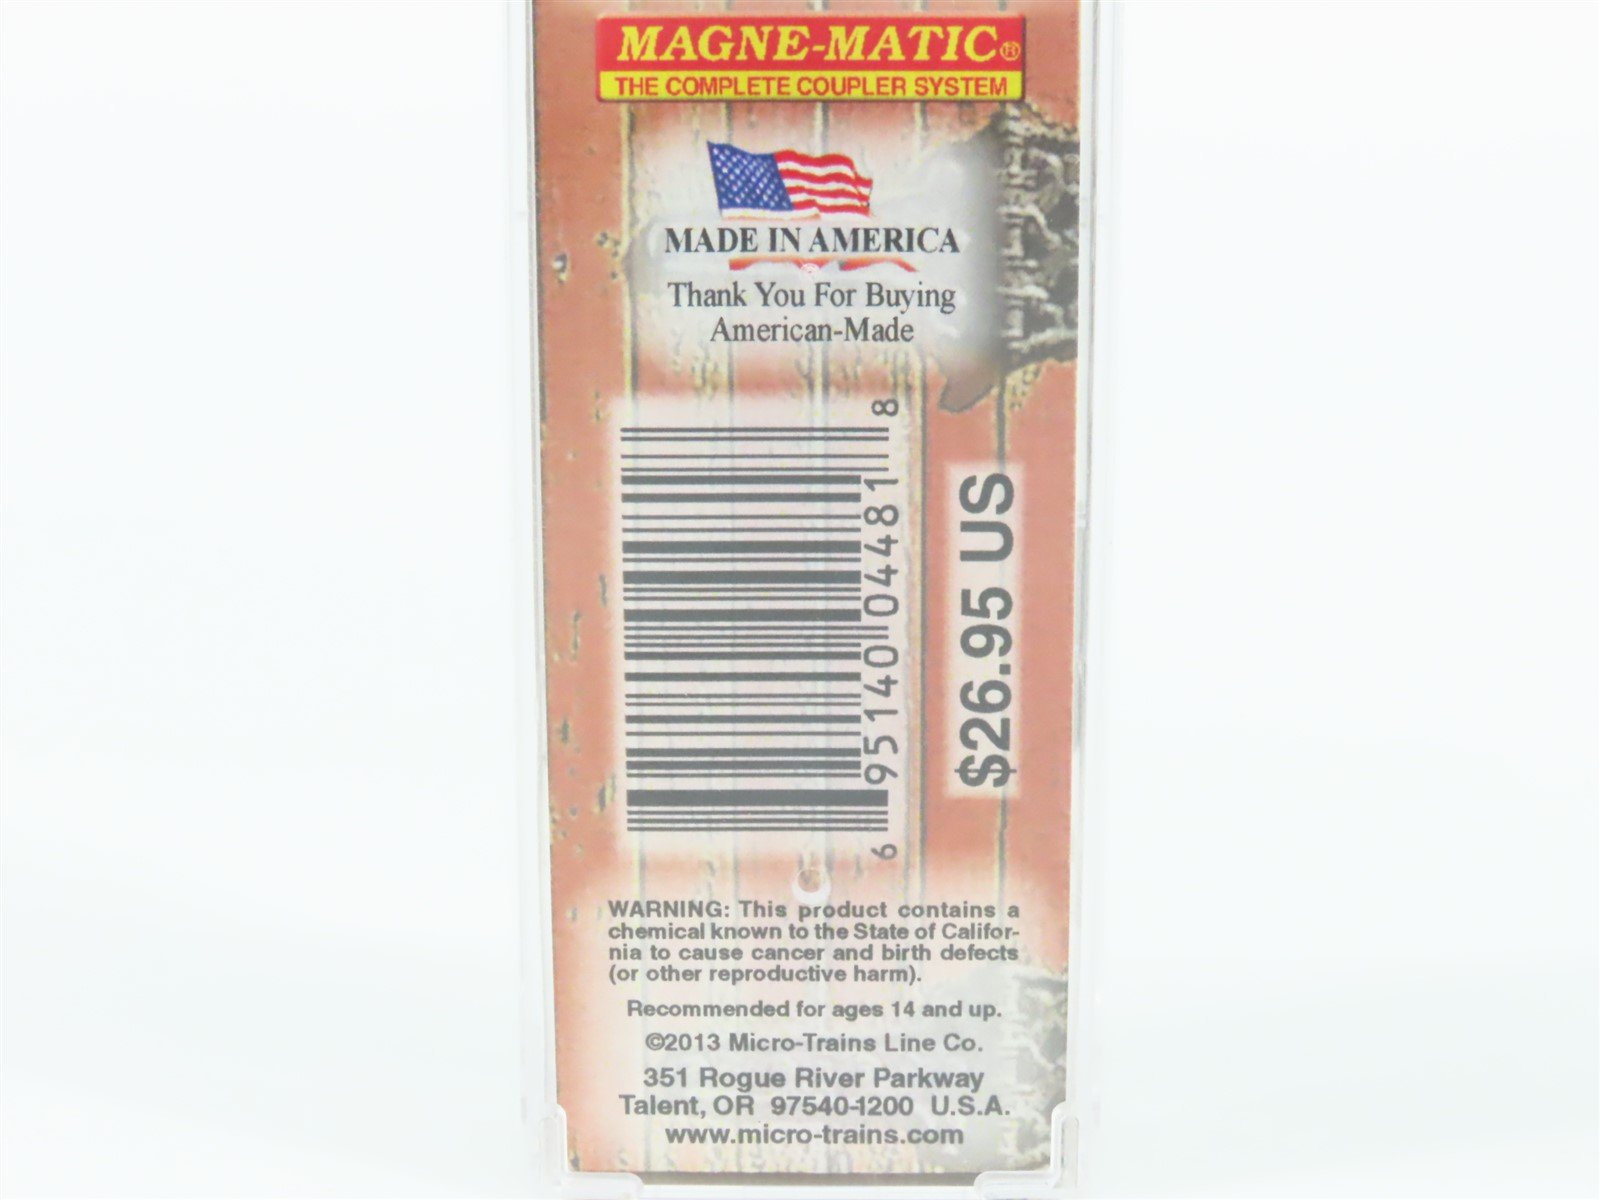 MAGNE-MATIC®
THE COMPLETE COUPLER SYSTEM
MADE IN AMERICA
Thank You For Buying
American-Made
6 95140 04481 8
$26.95 US
WARNING: This product contains a
chemical known to the State of Califor-
nia to cause cancer and birth defects
(or other reproductive harm).
Recommended for ages 14 and up.
©2013 Micro-Trains Line Co.
351 Rogue River Parkway
Talent, OR 97540-1200 U.S.A.
www.micro-trains.com